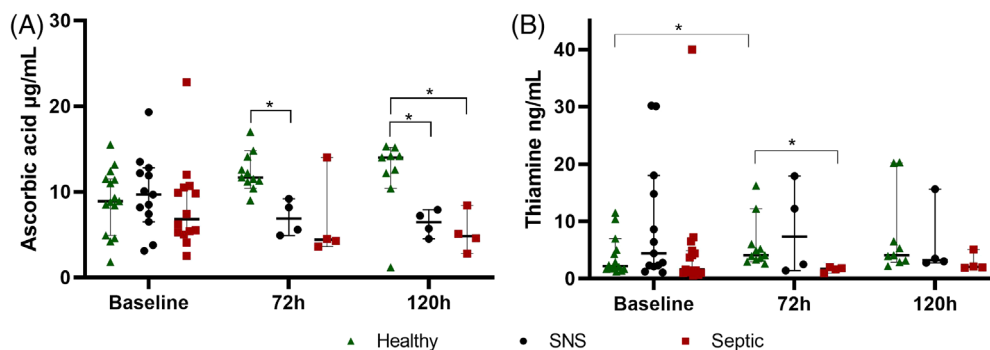 (A)
Ascorbic acid µg/mL
30
20
10
0
*
*
*
Baseline
72h
120h
(B)
Thiamine ng/mL
40
30
20
10
0
*
*
Baseline
72h
120h
Healthy
SNS
Septic